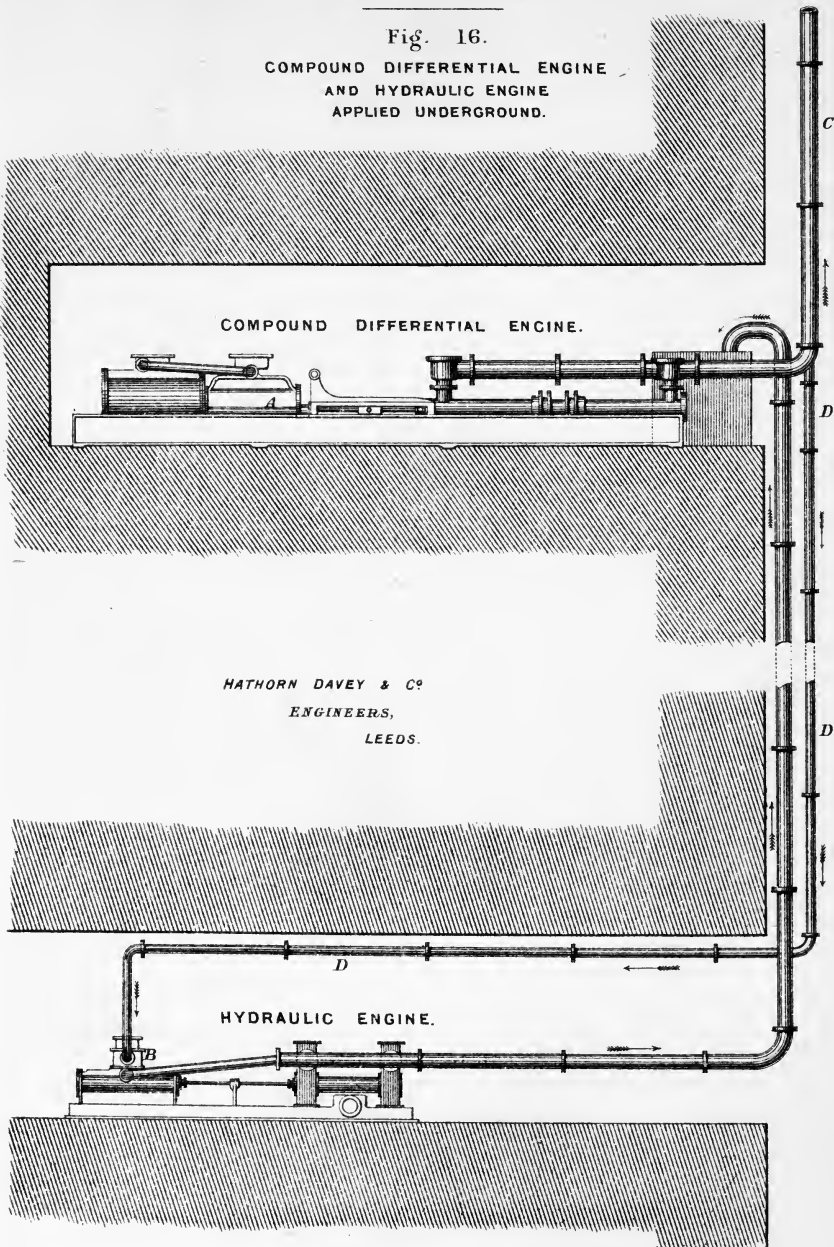 Fig. 16.
COMPOUND DIFFERENTIAL ENGINE
AND HYDRAULIC ENGINE
APPLIED UNDERGROUND.
C
COMPOUND DIFFERENTIAL ENGINE.
A
D
HATHORN DAVEY & Cº
ENGINEERS,
LEEDS.
D
D
HYDRAULIC ENGINE.
B